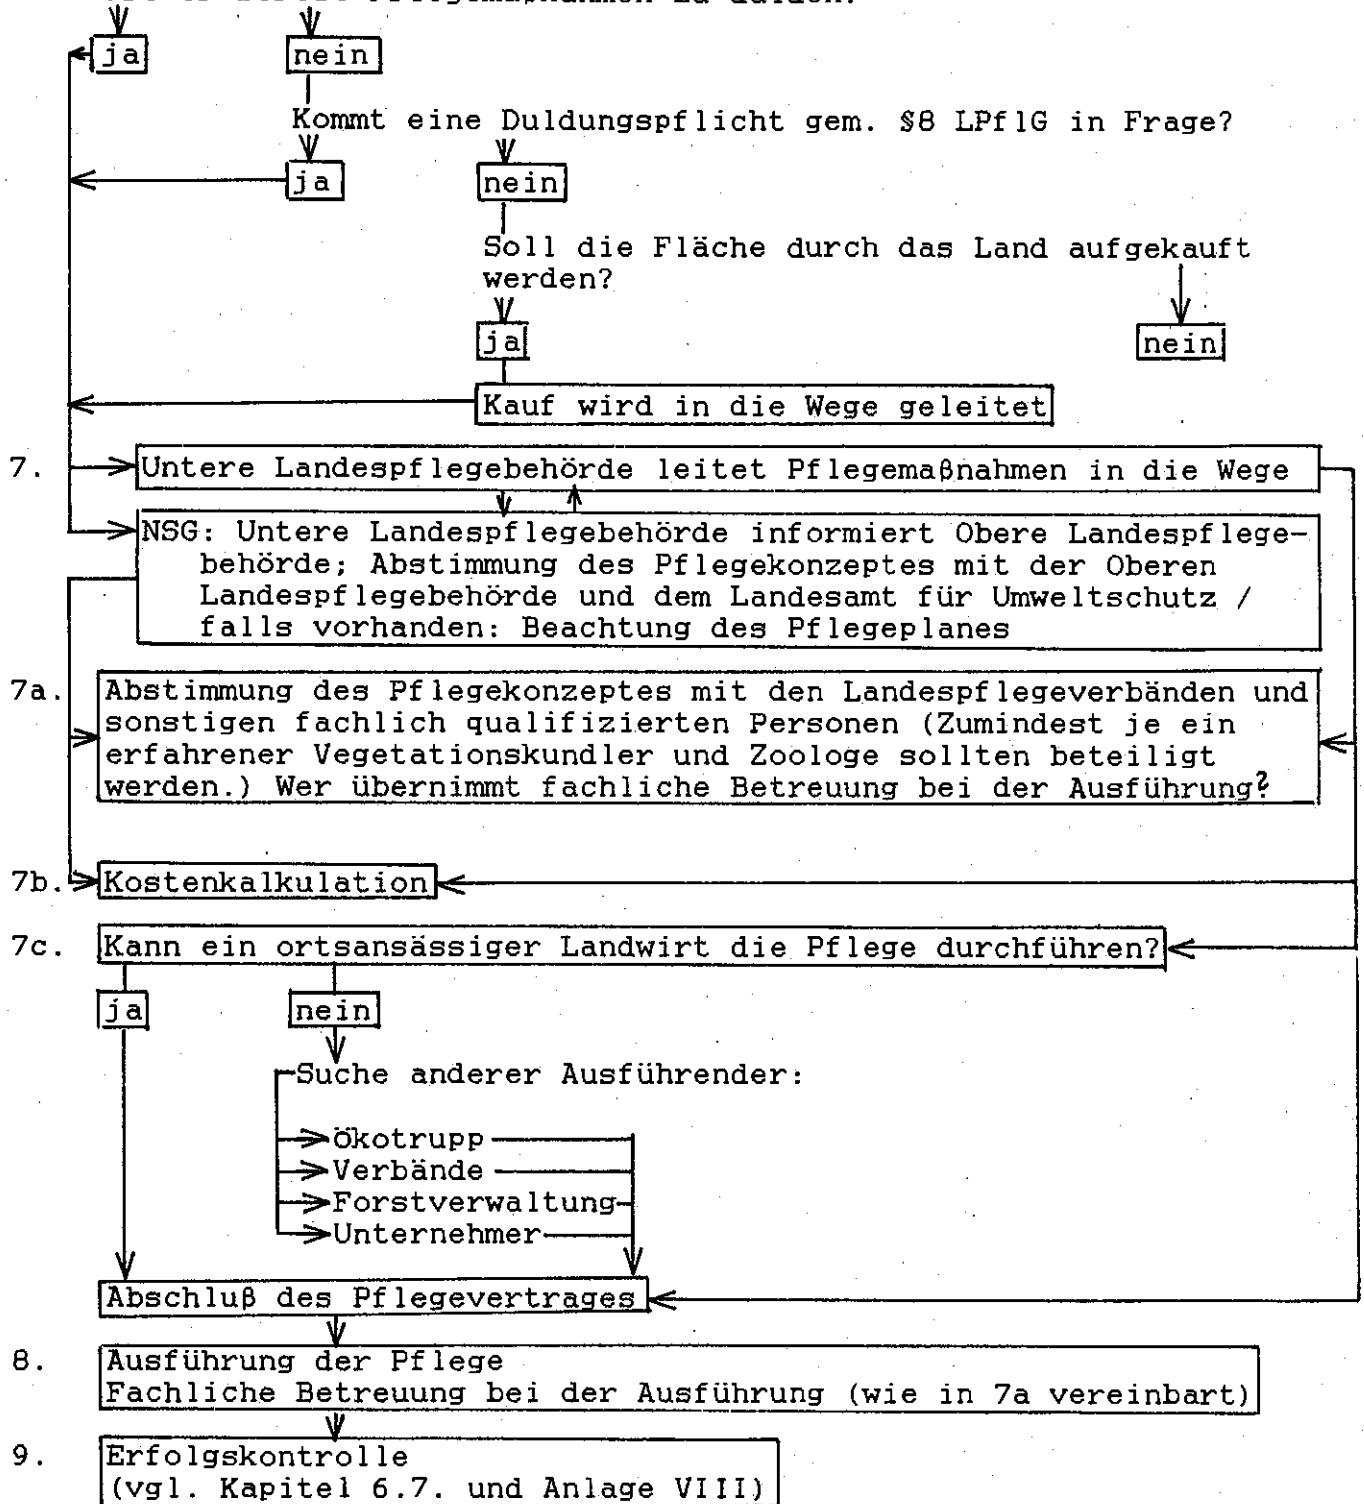 ja
nein
Kommt eine Duldungspflicht gem. §8 LPflG in Frage?
ja
nein
Soll die Fläche durch das Land aufgekauft
werden?
ja
nein
Kauf wird in die Wege geleitet
7. Untere Landespflegebehörde leitet Pflegemaßnahmen in die Wege
NSG: Untere Landespflegebehörde informiert Obere Landespflege-
behörde; Abstimmung des Pflegekonzeptes mit der Oberen
Landespflegebehörde und dem Landesamt für Umweltschutz /
falls vorhanden: Beachtung des Pflegeplanes
7a. Abstimmung des Pflegekonzeptes mit den Landespflegeverbänden und
sonstigen fachlich qualifizierten Personen (Zumindest je ein
erfahrener Vegetationskundler und Zoologe sollten beteiligt
werden.) Wer übernimmt fachliche Betreuung bei der Ausführung?
7b. Kostenkalkulation
7c. Kann ein ortsansässiger Landwirt die Pflege durchführen?
ja
nein
Suche anderer Ausführender:
Ökotrupp
Verbände
Forstverwaltung
Unternehmer
Abschluß des Pflegevertrages
8. Ausführung der Pflege
Fachliche Betreuung bei der Ausführung (wie in 7a vereinbart)
9. Erfolgskontrolle
(vgl. Kapitel 6.7. und Anlage VIII)